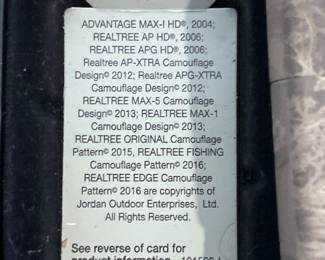 ADVANTAGE MAX-I HD®, 2004;
REALTREE AP HD®, 2006;
REALTREE APG HD®, 2006;
Realtree AP-XTRA Camouflage
Design© 2012; Realtree APG-XTRA
Camouflage Design© 2012;
REALTREE MAX-5 Camouflage
Design© 2013; REALTREE MAX-1
Camouflage Design© 2013;
REALTREE ORIGINAL Camouflage
Pattern© 2015, REALTREE FISHING
Camouflage Pattern© 2016;
REALTREE EDGE Camouflage
Pattern© 2016 are copyrights of
Jordan Outdoor Enterprises, Ltd.
All Rights Reserved.
See reverse of card for
product information